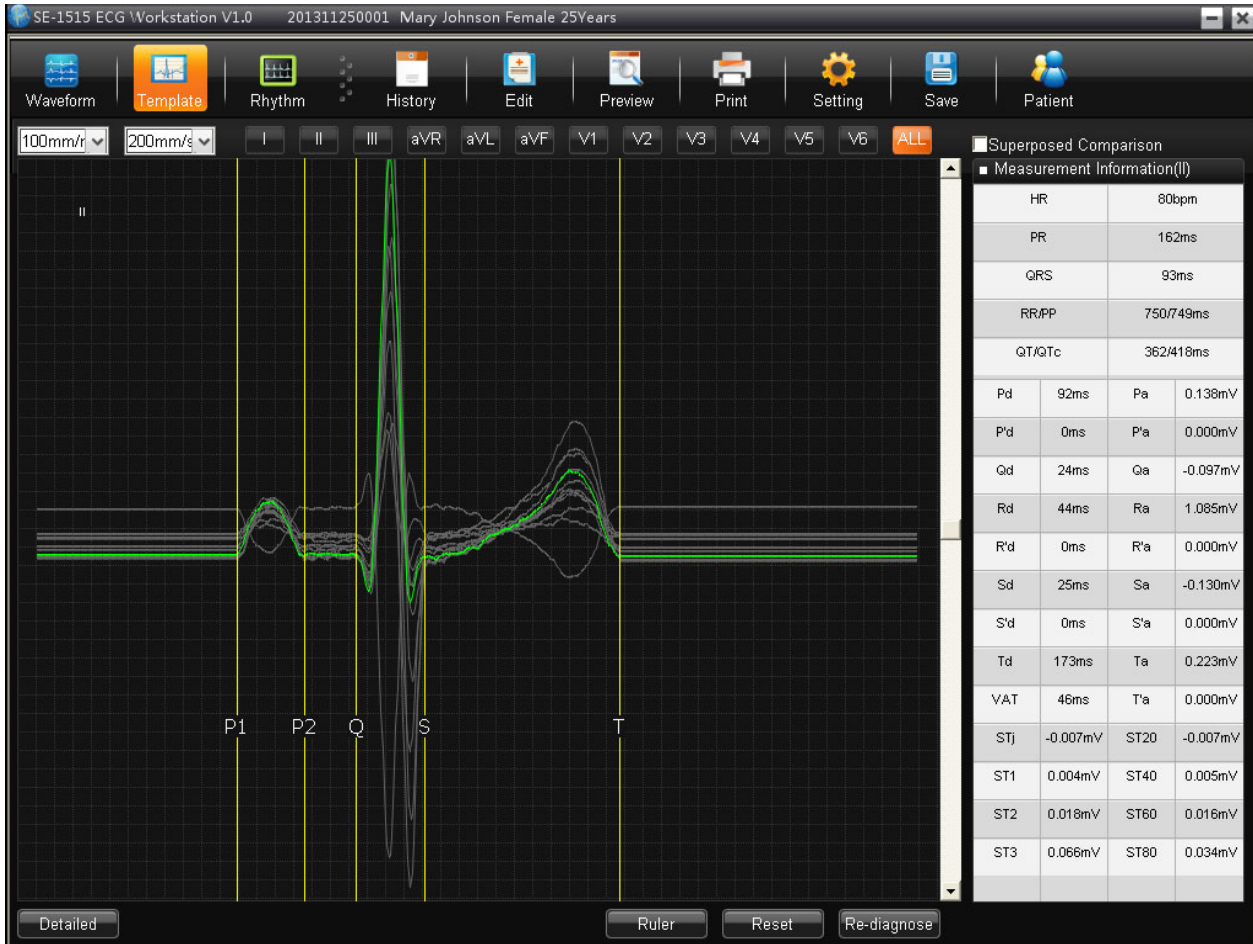 SE-1515 ECG Workstation V1.0 201311250001 Mary Johnson Female 25Years
Waveform Template Rhythm History Edit Preview Print Setting Save Patient
100mm/r 200mm/s I II III aVR aVL aVF V1 V2 V3 V4 V5 V6 ALL
Superposed Comparison
Measurement Information(II)
II
HR 80bpm
PR 162ms
QRS 93ms
RR/PP 750/749ms
QT/QTc 362/418ms
Pd 92ms Pa 0.138mV
P'd 0ms P'a 0.000mV
Qd 24ms Qa -0.097mV
Rd 44ms Ra 1.085mV
R'd 0ms R'a 0.000mV
Sd 25ms Sa -0.130mV
S'd 0ms S'a 0.000mV
Td 173ms Ta 0.223mV
VAT 46ms T'a 0.000mV
STj -0.007mV ST20 -0.007mV
ST1 0.004mV ST40 0.005mV
ST2 0.018mV ST60 0.016mV
ST3 0.066mV ST80 0.034mV
P1 P2 Q S T
Detailed Ruler Reset Re-diagnose